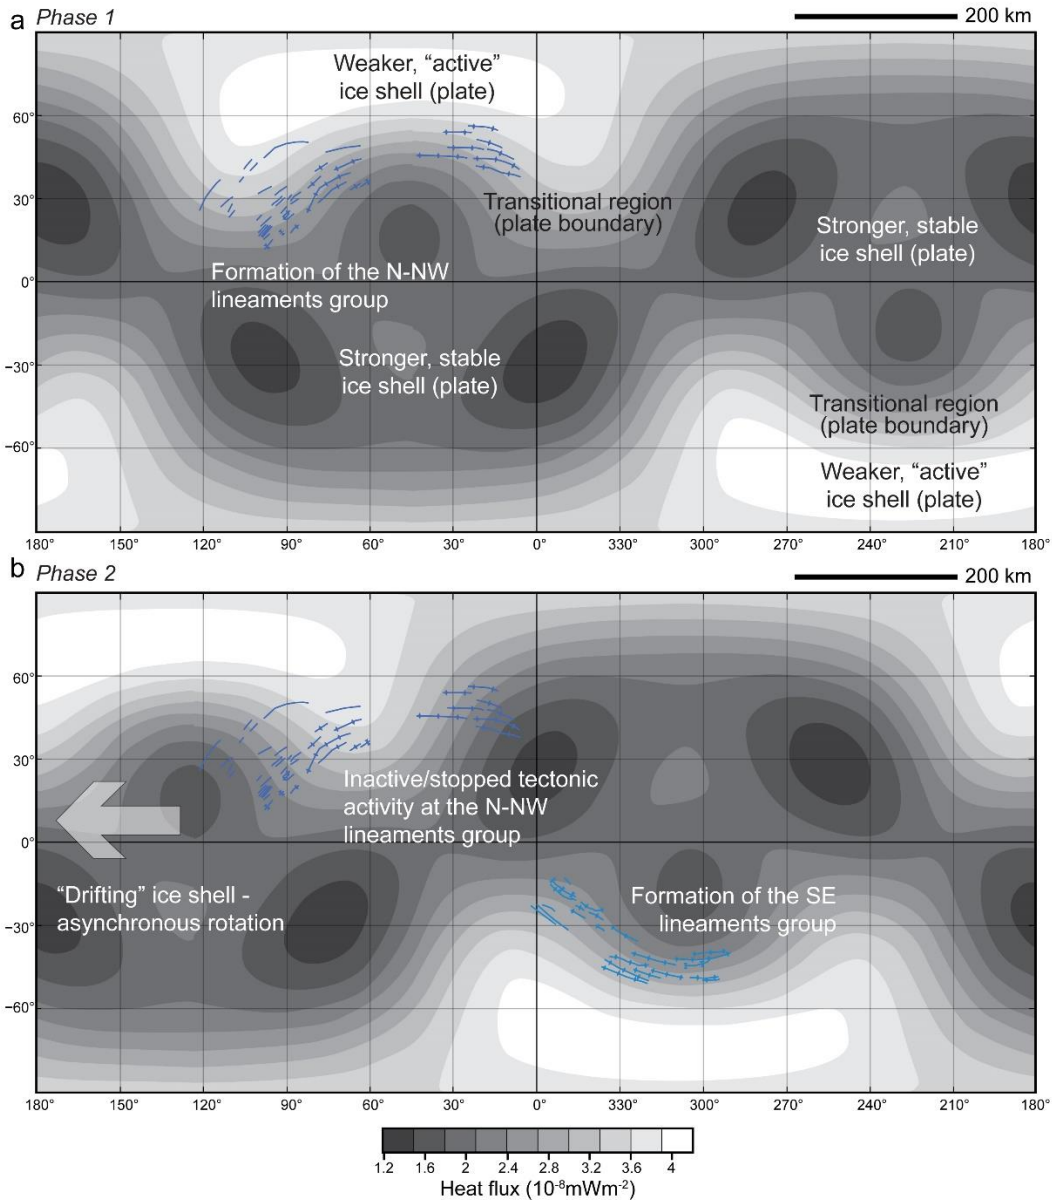 a Phase 1
200 km
Weaker, “active”
ice shell (plate)
60°
30°
0°
−30°
−60°
Transitional region
(plate boundary)
Stronger, stable
ice shell (plate)
Formation of the N-NW
lineaments group
Stronger, stable
ice shell (plate)
Transitional region
(plate boundary)
Weaker, “active”
ice shell (plate)
180° 150° 120° 90° 60° 30° 0° 330° 300° 270° 240° 210° 180°
b Phase 2
200 km
60°
30°
0°
−30°
−60°
Inactive/stopped tectonic
activity at the N-NW
lineaments group
“Drifting” ice shell -
asynchronous rotation
Formation of the SE
lineaments group
180° 150° 120° 90° 60° 30° 0° 330° 300° 270° 240° 210° 180°
1.2 1.6 2 2.4 2.8 3.2 3.6 4
Heat flux (10⁻⁸mWm⁻²)